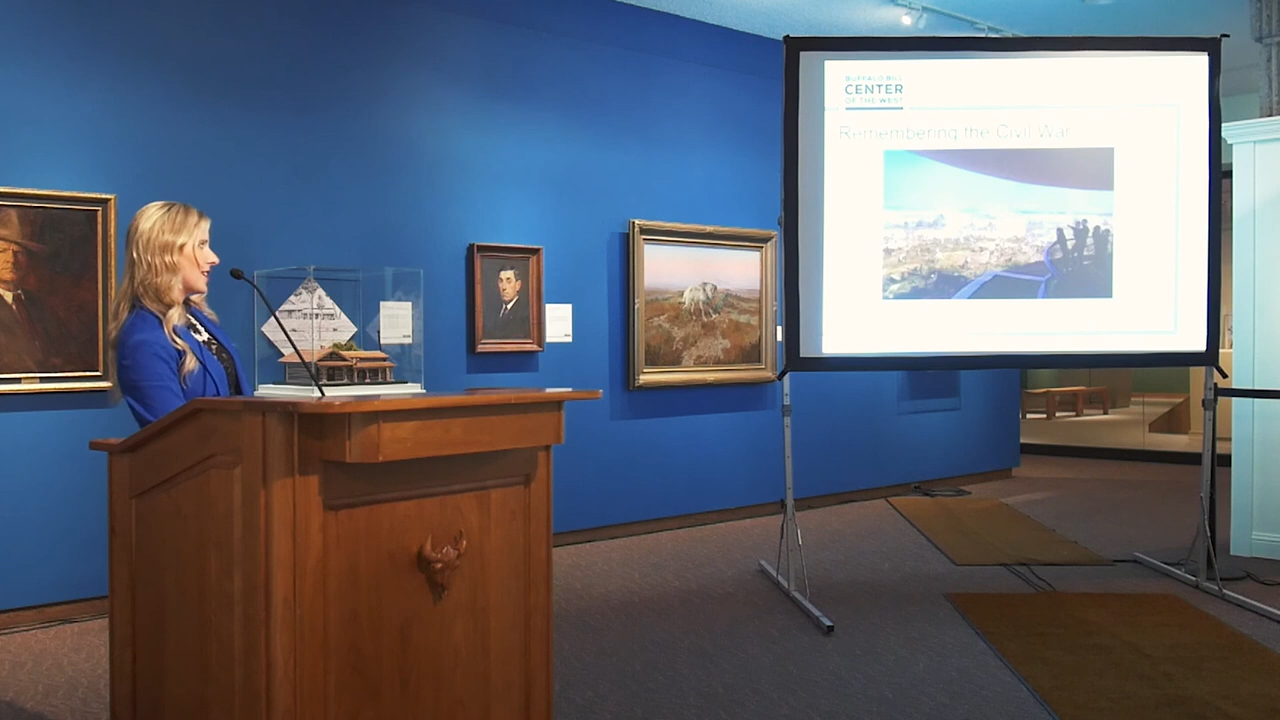 BUFFALO BILL
CENTER
OF THE WEST
Remembering the Civil War